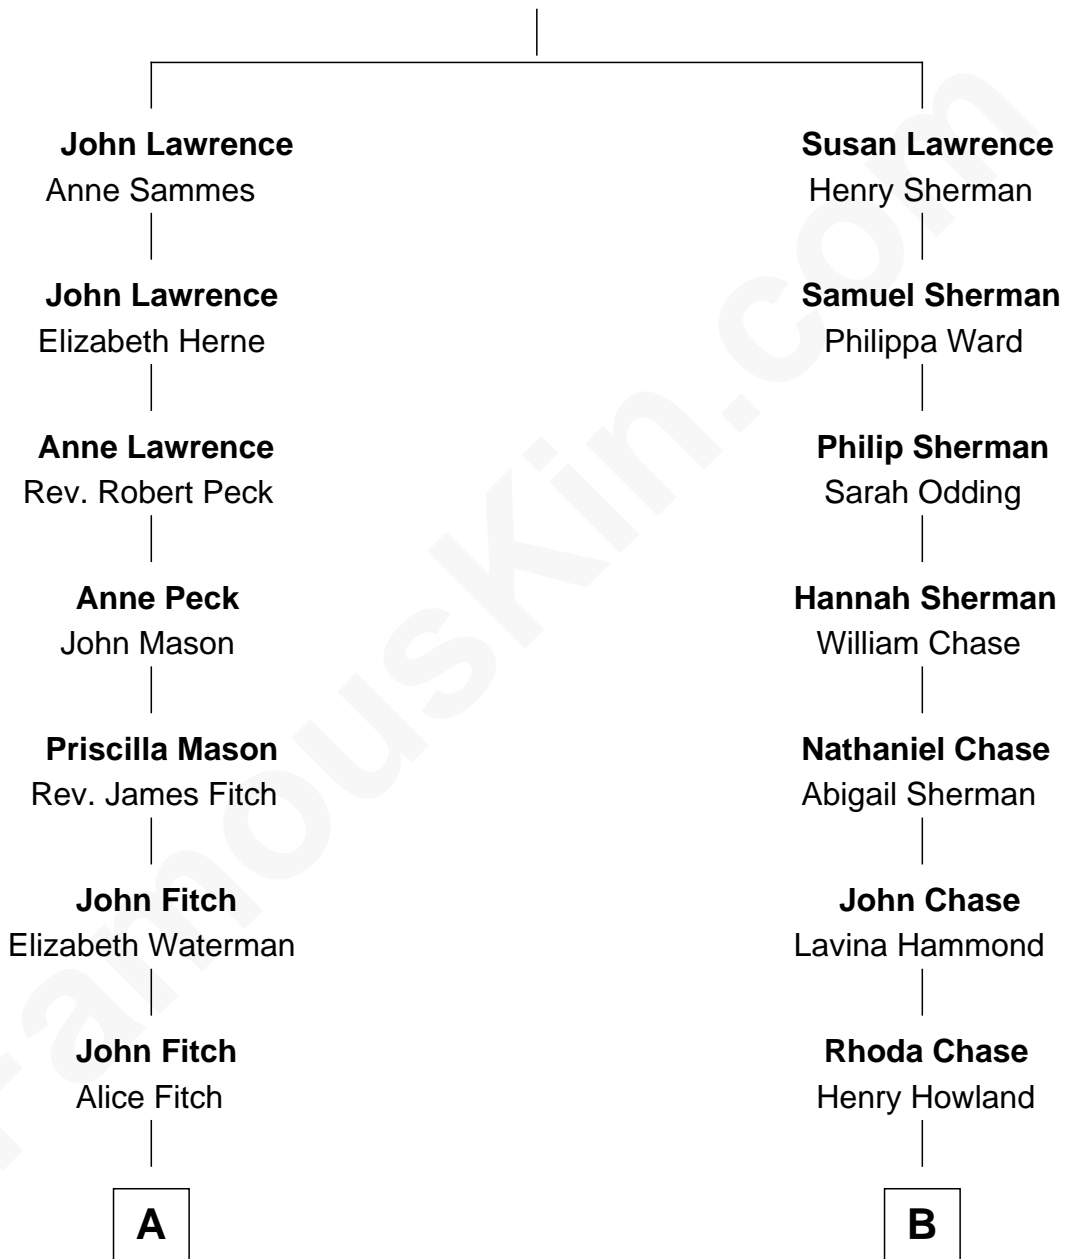 John Lawrence
Anne Sammes
John Lawrence
Elizabeth Herne
Anne Lawrence
Rev. Robert Peck
Anne Peck
John Mason
Priscilla Mason
Rev. James Fitch
John Fitch
Elizabeth Waterman
John Fitch
Alice Fitch
A
Susan Lawrence
Henry Sherman
Samuel Sherman
Philippa Ward
Philip Sherman
Sarah Odding
Hannah Sherman
William Chase
Nathaniel Chase
Abigail Sherman
John Chase
Lavina Hammond
Rhoda Chase
Henry Howland
B
FamousKin.com